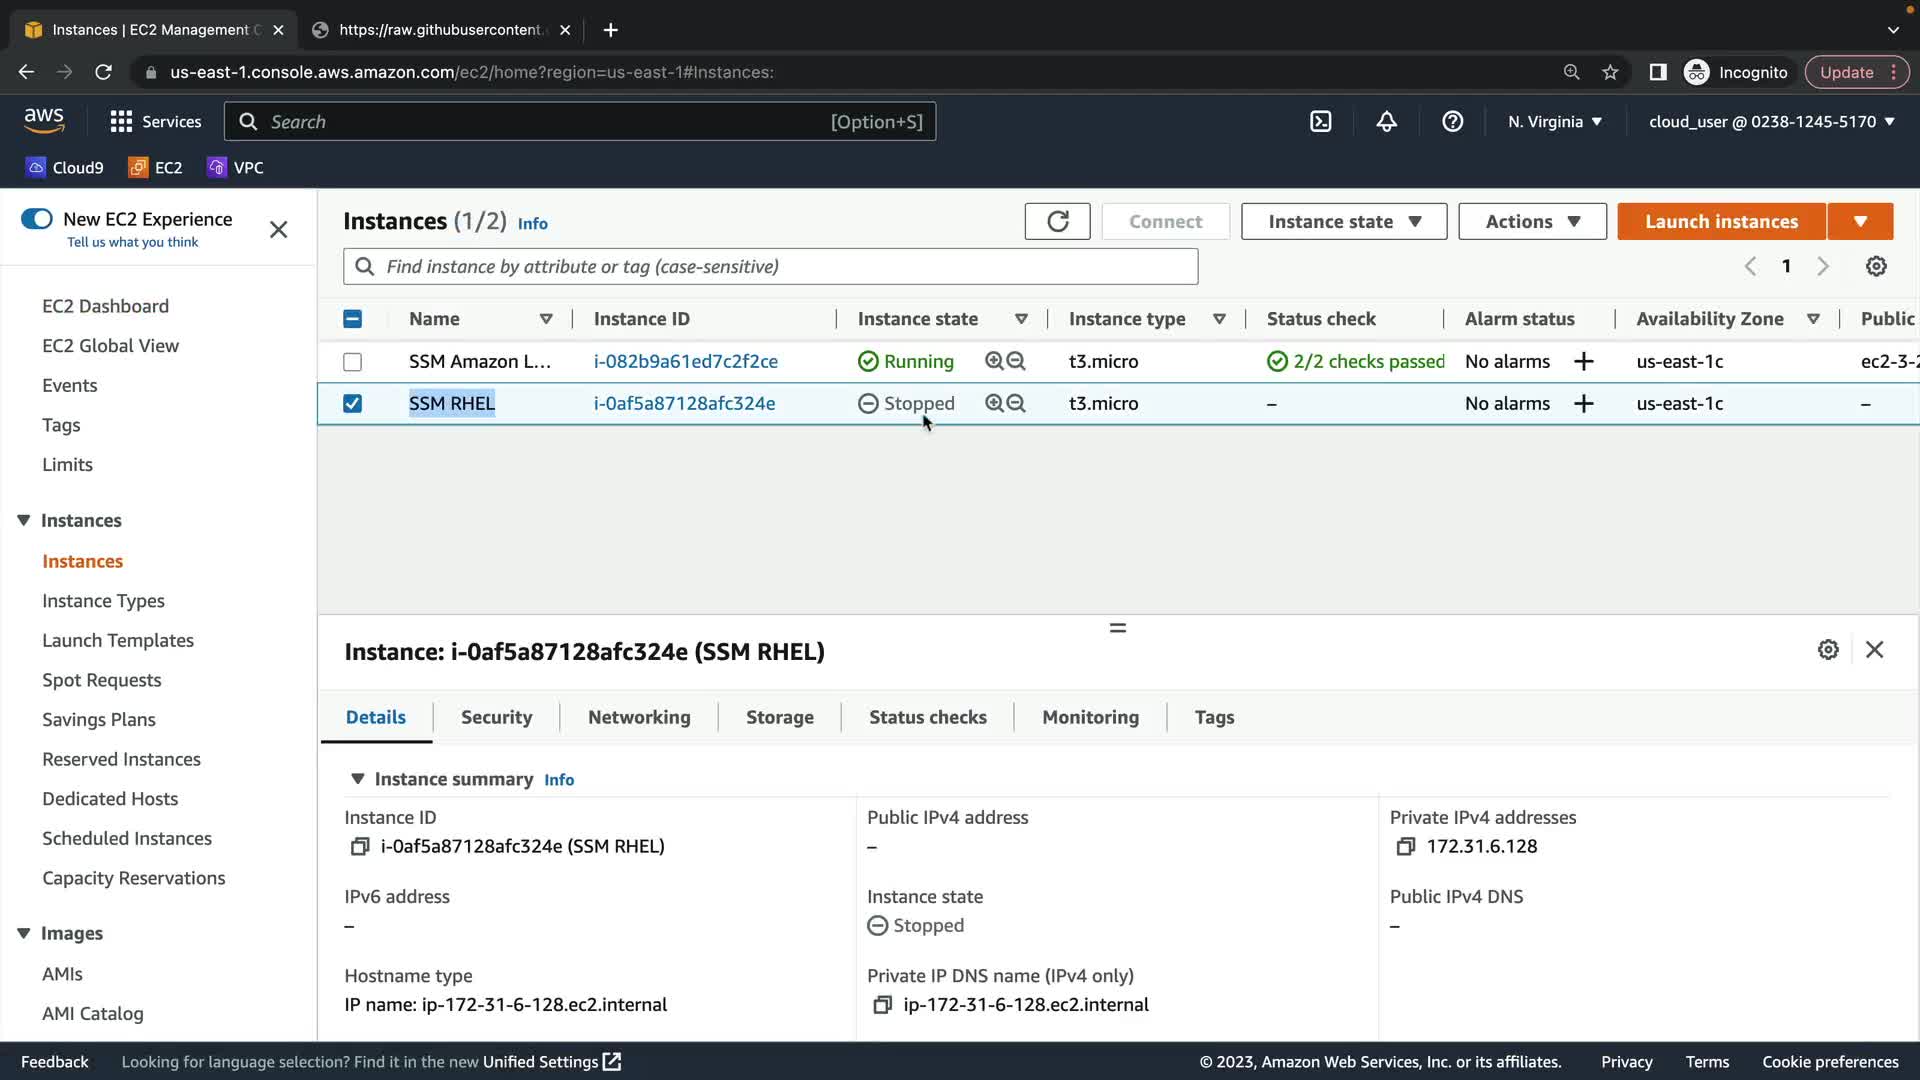 Instances | EC2 Management C
https://raw.githubusercontent.
us-east-1.console.aws.amazon.com/ec2/home?region=us-east-1#Instances:
Incognito
Update
aws
Services
Search
[Option+S]
N. Virginia
cloud_user @ 0238-1245-5170
Cloud9
EC2
VPC
New EC2 Experience
Tell us what you think
EC2 Dashboard
EC2 Global View
Events
Tags
Limits
Instances
Instances
Instance Types
Launch Templates
Spot Requests
Savings Plans
Reserved Instances
Dedicated Hosts
Scheduled Instances
Capacity Reservations
Images
AMIs
AMI Catalog
Instances (1/2) Info
Connect
Instance state
Actions
Launch instances
Find instance by attribute or tag (case-sensitive)
1
Name Instance ID Instance state Instance type Status check Alarm status Availability Zone Public
SSM Amazon L... i-082b9a61ed7c2f2ce Running t3.micro 2/2 checks passed No alarms + us-east-1c ec2-3-2
SSM RHEL i-0af5a87128afc324e Stopped t3.micro – No alarms + us-east-1c –
Instance: i-0af5a87128afc324e (SSM RHEL)
Details Security Networking Storage Status checks Monitoring Tags
Instance summary Info
Instance ID
i-0af5a87128afc324e (SSM RHEL)
Public IPv4 address
–
Private IPv4 addresses
172.31.6.128
IPv6 address
–
Instance state
Stopped
Public IPv4 DNS
–
Hostname type
IP name: ip-172-31-6-128.ec2.internal
Private IP DNS name (IPv4 only)
ip-172-31-6-128.ec2.internal
Feedback
Looking for language selection? Find it in the new Unified Settings
© 2023, Amazon Web Services, Inc. or its affiliates.
Privacy
Terms
Cookie preferences